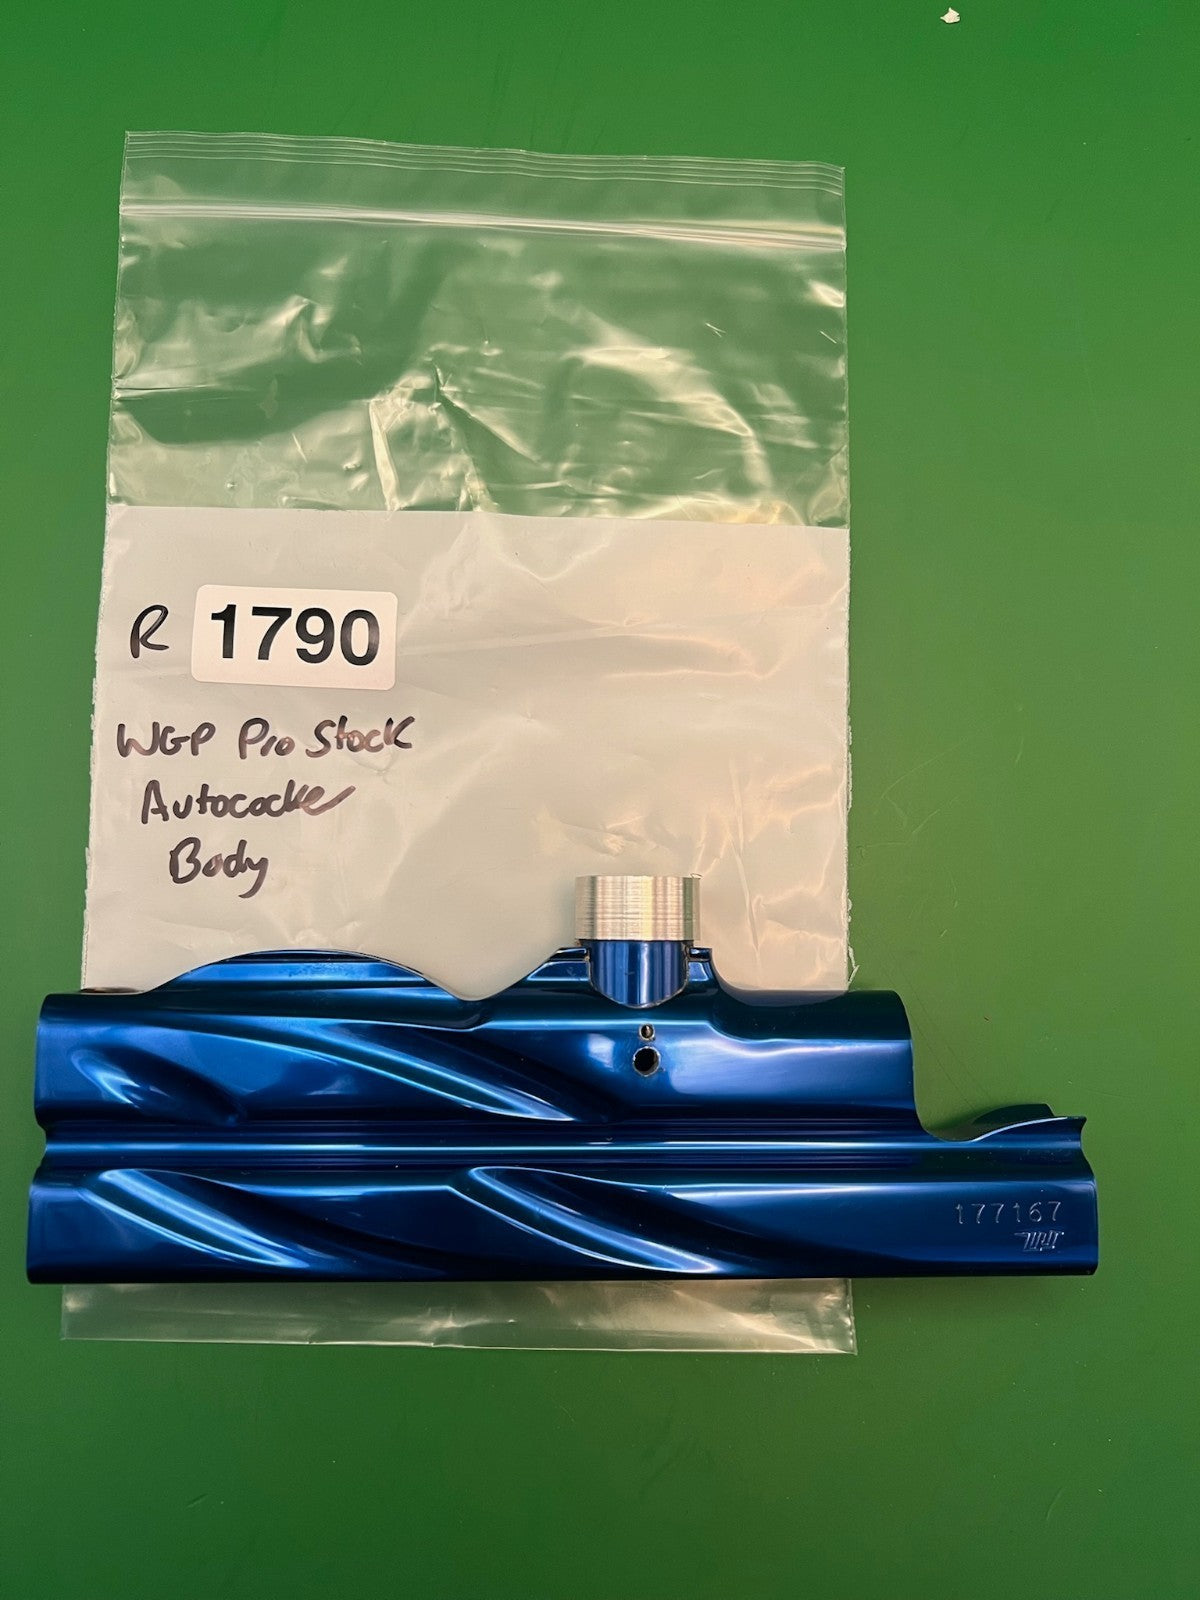 R 1790
WGP Pro Stock
Autococker
Body
177167